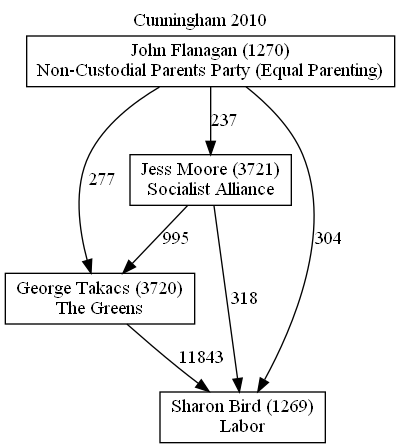 Cunningham 2010
John Flanagan (1270)
Non-Custodial Parents Party (Equal Parenting)
237
Jess Moore (3721)
Socialist Alliance
277
995
304
318
George Takacs (3720)
The Greens
11843
Sharon Bird (1269)
Labor